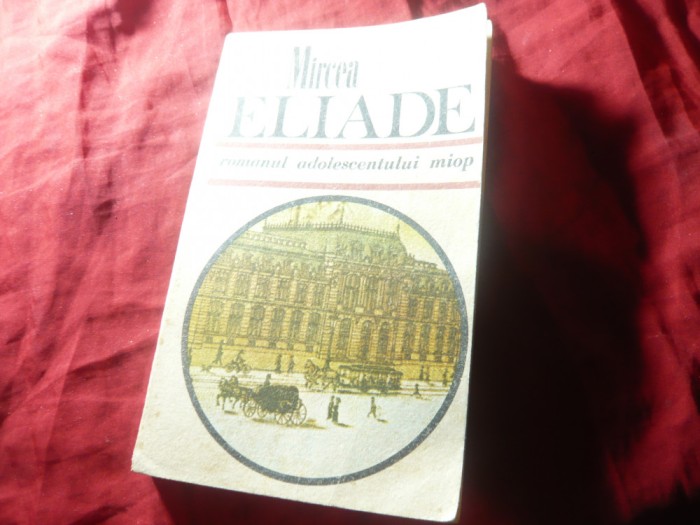 Mircea
ELIADE
romanul adolescentului miop